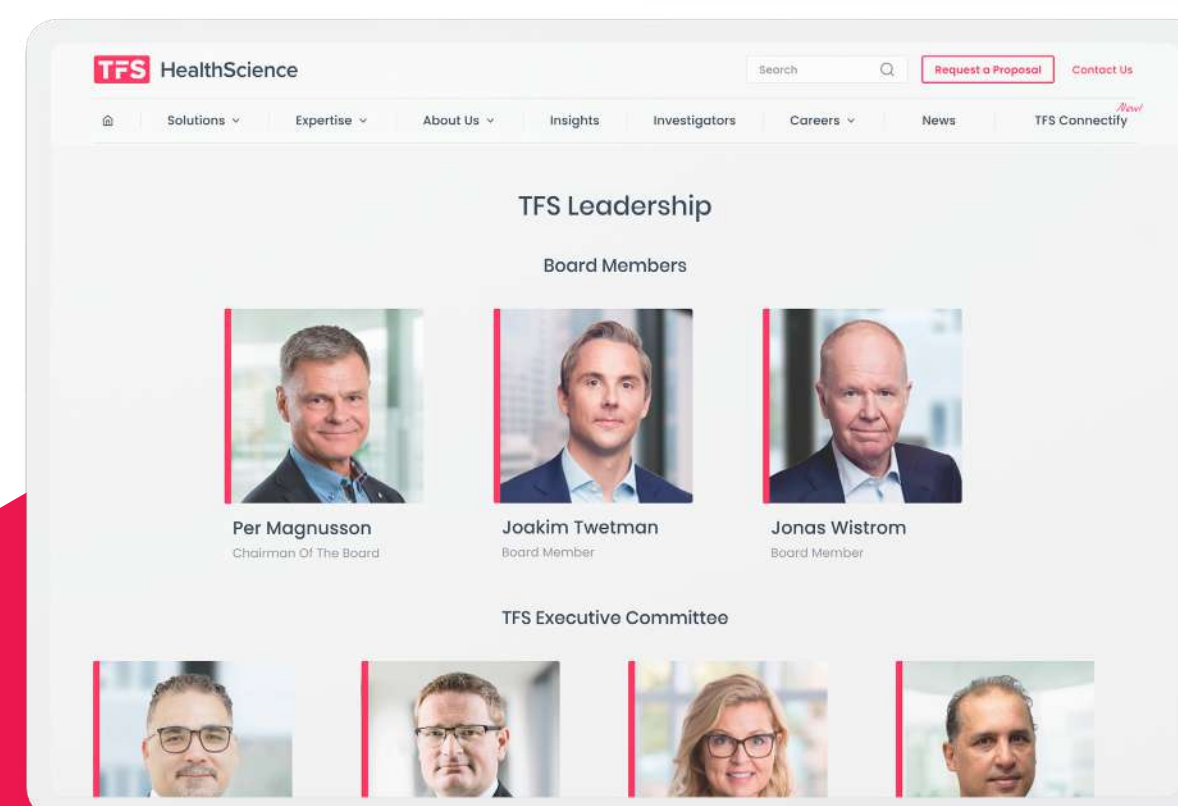 TFS HealthScience
Search
Request a Proposal
Contact Us
Solutions
Expertise
About Us
Insights
Investigators
Careers
News
New!
TFS Connectify
TFS Leadership
Board Members
Per Magnusson
Chairman Of The Board
Joakim Twetman
Board Member
Jonas Wistrom
Board Member
TFS Executive Committee